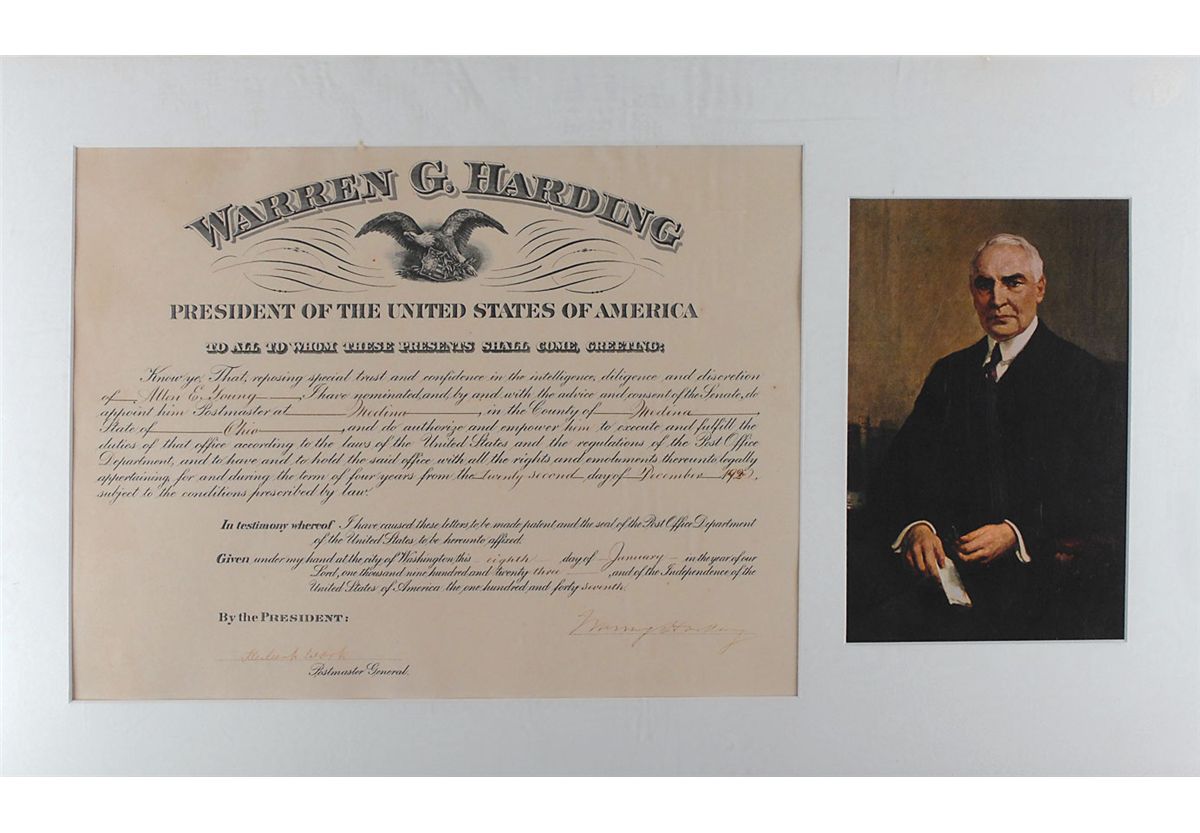 WARREN G. HARDING
PRESIDENT OF THE UNITED STATES OF AMERICA
TO ALL TO WHOM THESE PRESENTS SHALL COME, GREETING:
Know ye, That, reposing special trust and confidence in the intelligence, diligence and discretion
of Allen E. Young, I have nominated, and, by and with the advice and consent of the Senate, do
appoint him Postmaster at Medina, in the County of Medina,
State of Ohio, and do authorize and empower him to execute and fulfill the
duties of that office according to the laws of the United States and the regulations of the Post Office
Department, and to have and to hold the said office with all the rights and emoluments thereunto legally
appertaining, for and during the term of four years from the twenty second day of December,
subject to the conditions prescribed by law.
In testimony whereof I have caused these letters to be made patent, and the seal of the Post Office Department
of the United States to be hereunto affixed.
Given under my hand at the city of Washington this eighth day of January in the year of our
Lord, one thousand nine hundred and twenty three, and of the Independence of the
United States of America the one hundred and forty seventh.
By the PRESIDENT:
Warren G Harding
Hubert Work
Postmaster General.